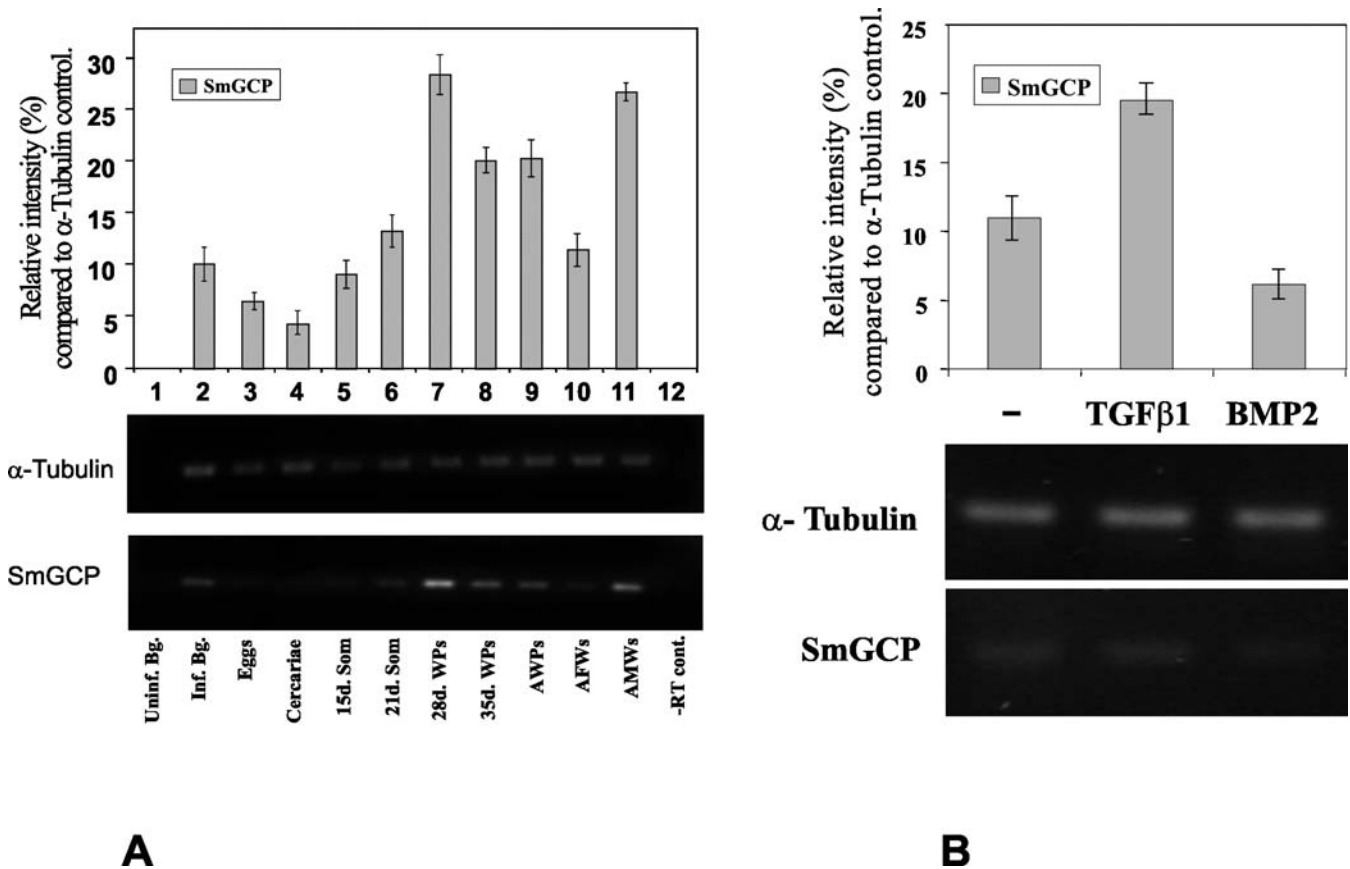 Relative intensity (%)
compared to α-Tubulin control.
30
25
20
15
10
5
0
SmGCP
1 2 3 4 5 6 7 8 9 10 11 12
α-Tubulin
SmGCP
Uninf. Bg.
Inf. Bg.
Eggs
Cercariae
15d. Som
21d. Som
28d. WPs
35d. WPs
AWPs
AFWs
AMWs
-RT cont.
A
Relative intensity (%)
compared to α-Tubulin control.
25
20
15
10
5
0
SmGCP
– TGFβ1 BMP2
α- Tubulin
SmGCP
B